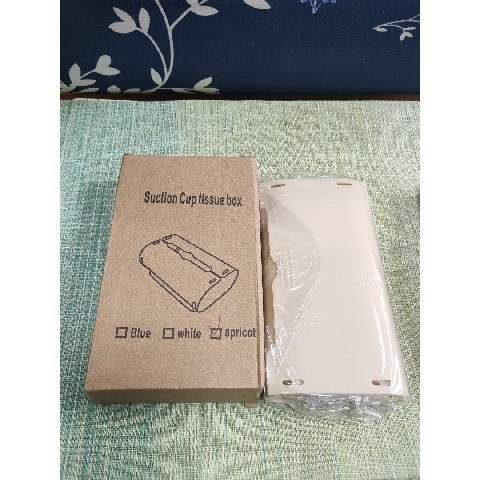 Suction Cup tissue box
Blue white apricot